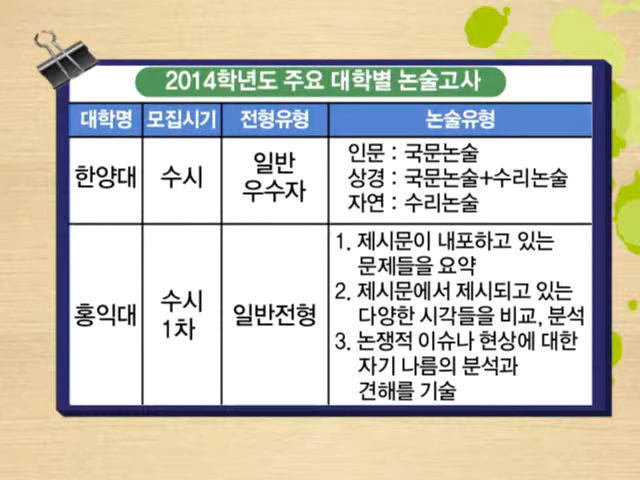 2014학년도 주요 대학별 논술고사
대학명 모집시기 전형유형 논술유형
한양대 수시 일반
우수자
인문 : 국문논술
상경 : 국문논술+수리논술
자연 : 수리논술
홍익대 수시
1차
일반전형
1. 제시문이 내포하고 있는
문제들을 요약
2. 제시문에서 제시되고 있는
다양한 시각들을 비교, 분석
3. 논쟁적 이슈나 현상에 대한
자기 나름의 분석과
견해를 기술